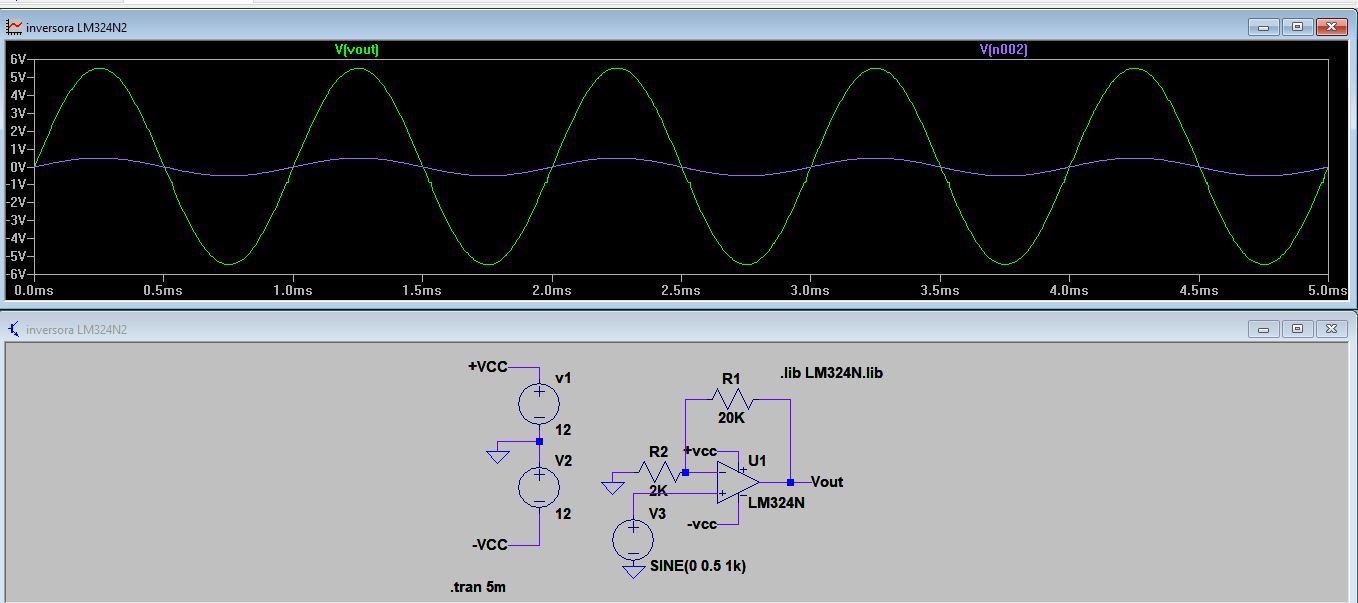 inversora LM324N2
V(vout) V(n002)
6V
5V
4V
3V
2V
1V
0V
-1V
-2V
-3V
-4V
-5V
-6V
0.0ms 0.5ms 1.0ms 1.5ms 2.0ms 2.5ms 3.0ms 3.5ms 4.0ms 4.5ms 5.0ms
inversora LM324N2
+VCC
v1
12
V2
12
-VCC
.tran 5m
.lib LM324N.lib
R1
20K
R2
2K
+vcc
U1
Vout
LM324N
-vcc
V3
SINE(0 0.5 1k)